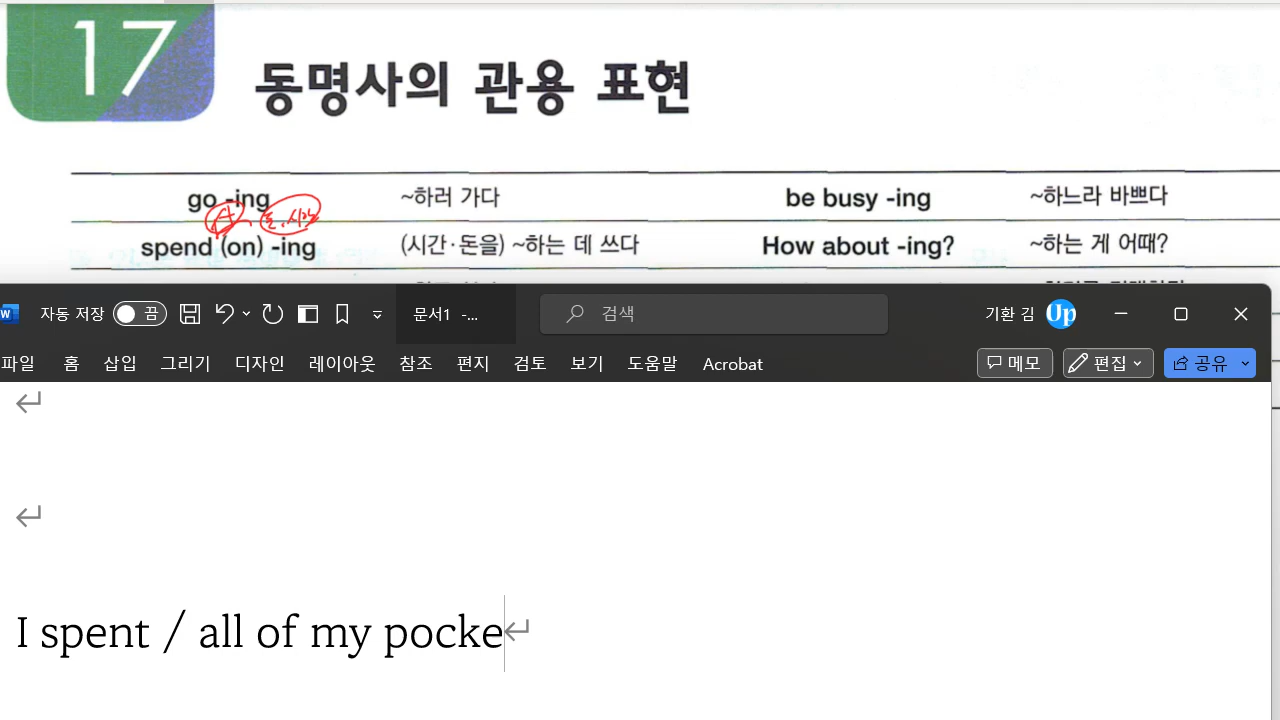 17 동명사의 관용 표현
go -ing ~하러 가다 be busy -ing ~하느라 바쁘다
spend (on) -ing (시간·돈을) ~하는 데 쓰다 How about -ing? ~하는 게 어때?
자동 저장 끔 문서1 -... 검색 기환 김 Up
파일 홈 삽입 그리기 디자인 레이아웃 참조 편지 검토 보기 도움말 Acrobat 메모 편집 공유
I spent / all of my pocke